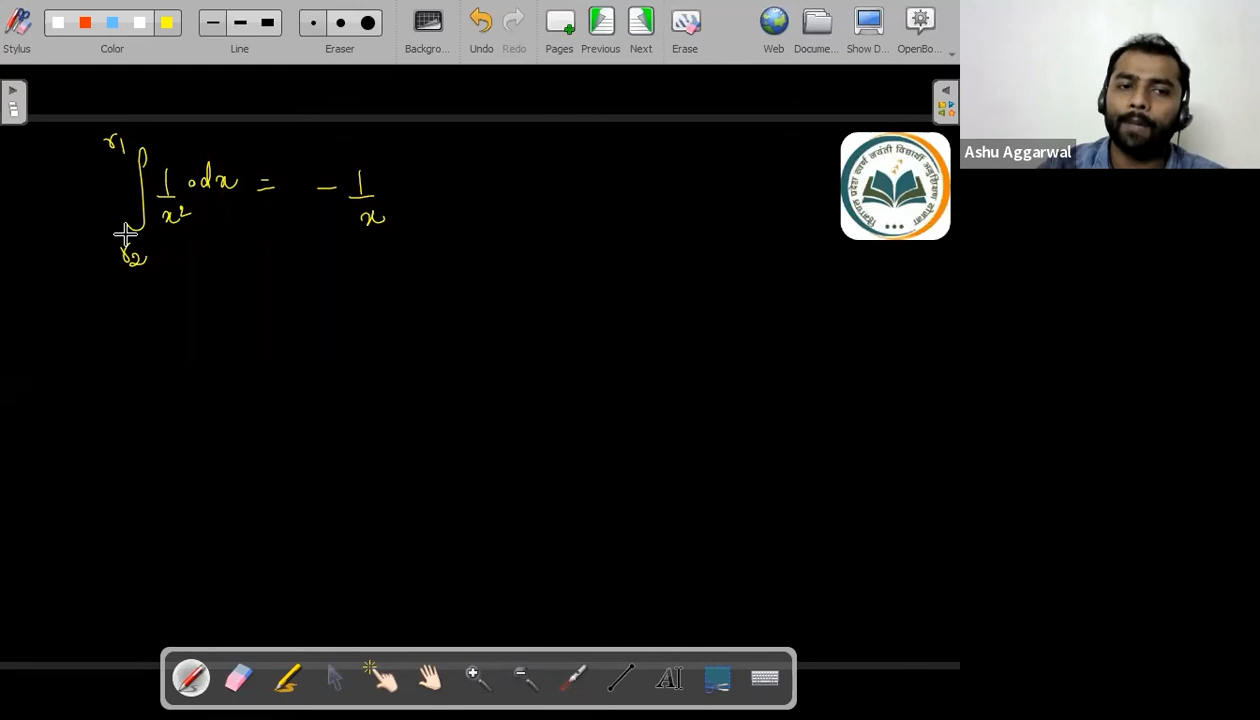 Stylus Color Line Eraser Backgro... Undo Redo Pages Previous Next Erase Web Docume... Show D... OpenBo...
Ashu Aggarwal
r1
∫ 1/x² . dx = - 1/x
r2
AI